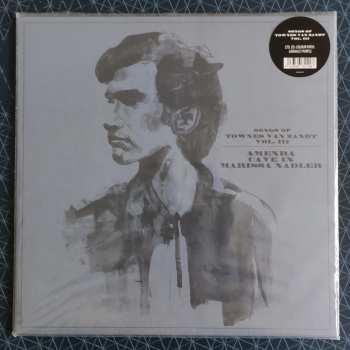 SONGS OF
TOWNES VAN ZANDT
VOL. III
SONGS OF
TOWNES VAN ZANDT
VOL. III
AMENRA
CAVE IN
MARISSA NADLER